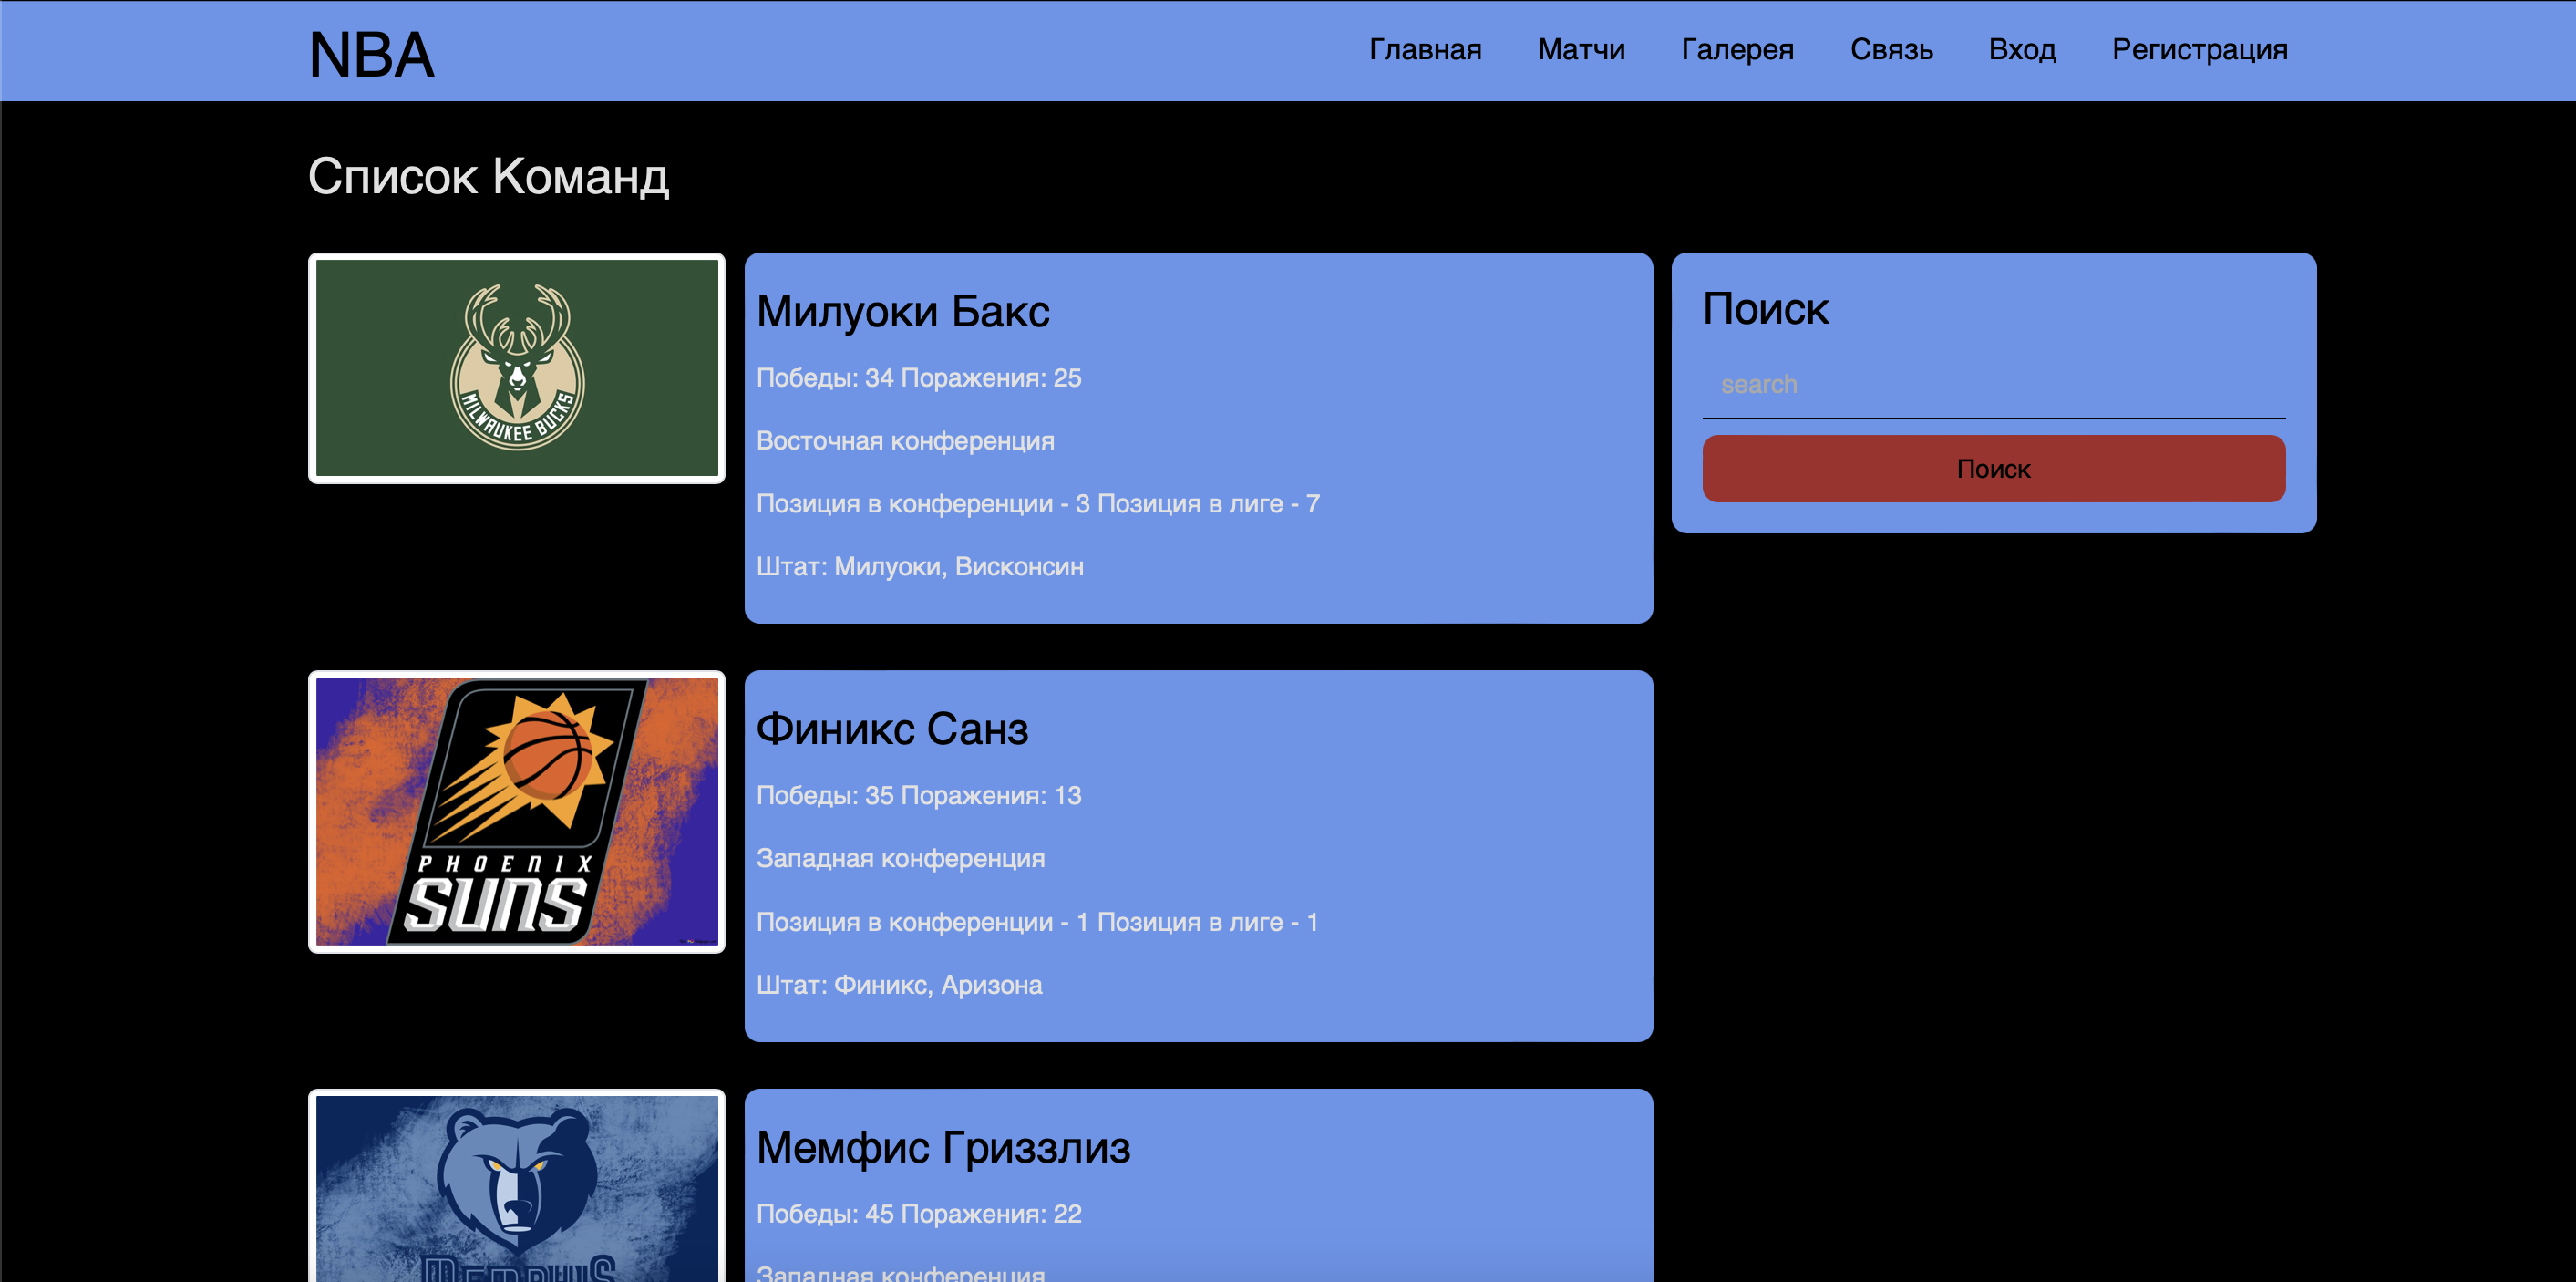 NBA
Главная Матчи Галерея Связь Вход Регистрация
Список Команд
MILWAUKEE BUCKS
Милуоки Бакс
Победы: 34 Поражения: 25
Восточная конференция
Позиция в конференции - 3 Позиция в лиге - 7
Штат: Милуоки, Висконсин
Поиск
search
Поиск
PHOENIX
SUNS
Финикс Санз
Победы: 35 Поражения: 13
Западная конференция
Позиция в конференции - 1 Позиция в лиге - 1
Штат: Финикс, Аризона
MEMPHIS
Мемфис Гриззлиз
Победы: 45 Поражения: 22
Западная конференция